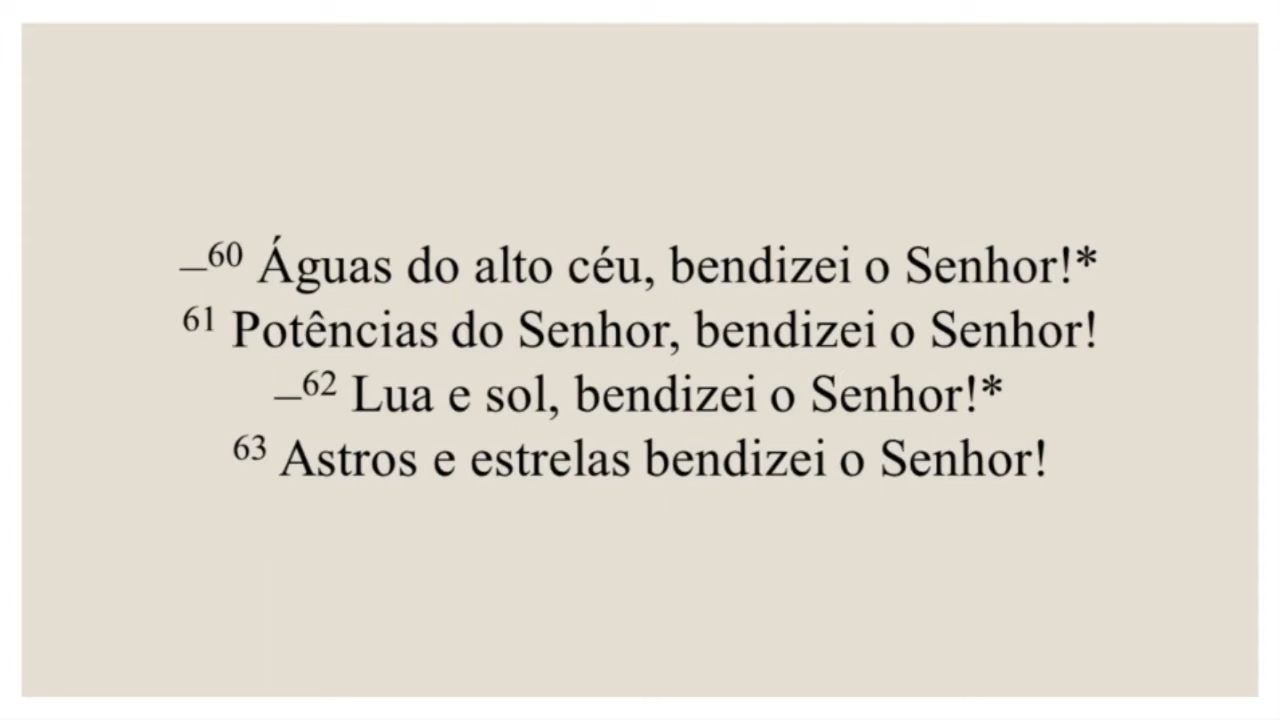 –60 Águas do alto céu, bendizei o Senhor!*
61 Potências do Senhor, bendizei o Senhor!
–62 Lua e sol, bendizei o Senhor!*
63 Astros e estrelas bendizei o Senhor!